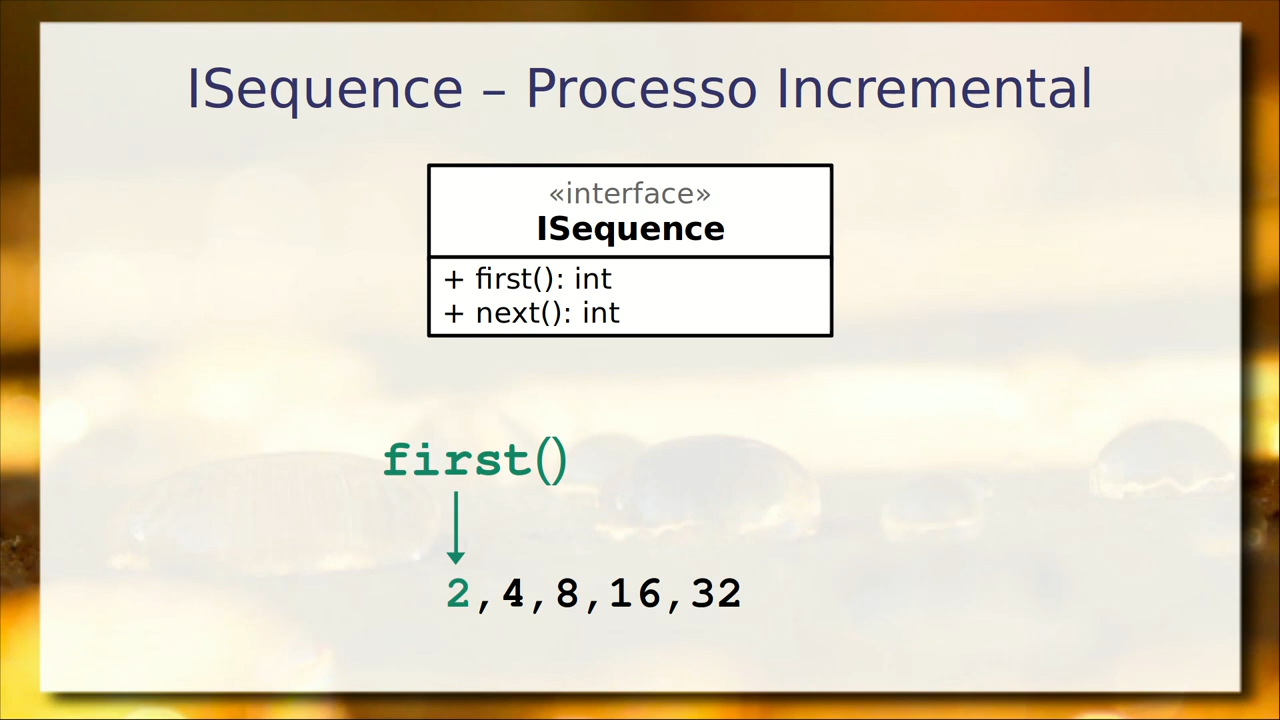 ISequence – Processo Incremental
«interface»
ISequence
+ first(): int
+ next(): int
first()
2,4,8,16,32